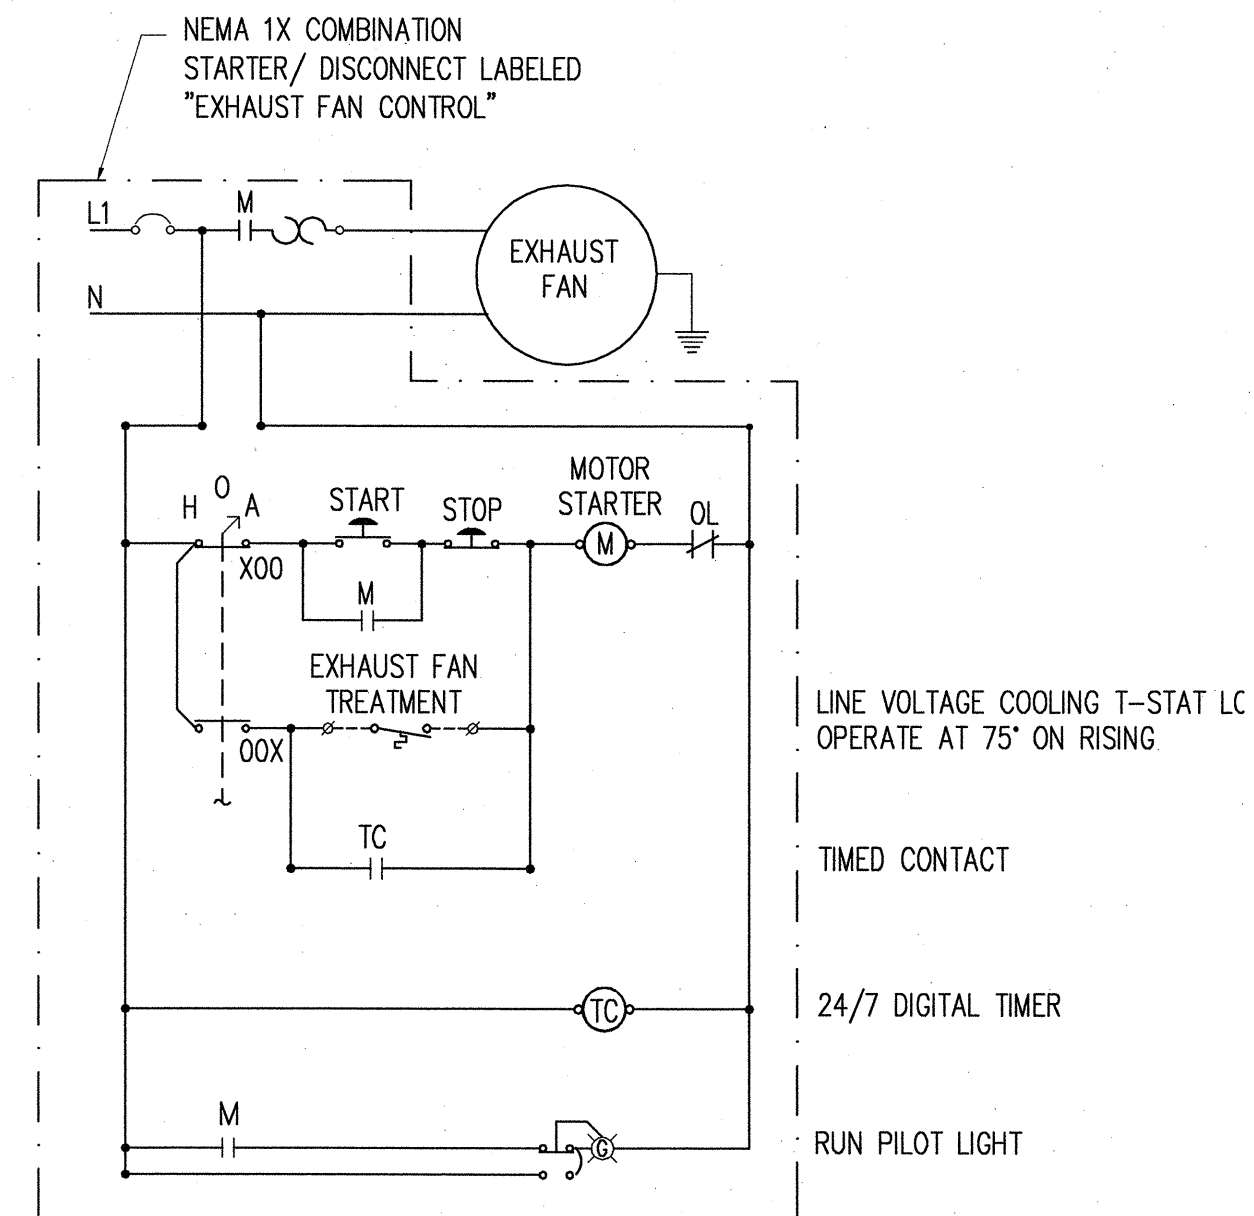 NEMA 1X COMBINATION
STARTER/ DISCONNECT LABELED
"EXHAUST FAN CONTROL"
L1
M
EXHAUST
FAN
N
H
O
A
START
STOP
MOTOR
STARTER
OL
M
X00
M
EXHAUST FAN
TREATMENT
LINE VOLTAGE COOLING T-STAT
OPERATE AT 75° ON RISING
00X
TC
TIMED CONTACT
TC
24/7 DIGITAL TIMER
M
G
RUN PILOT LIGHT